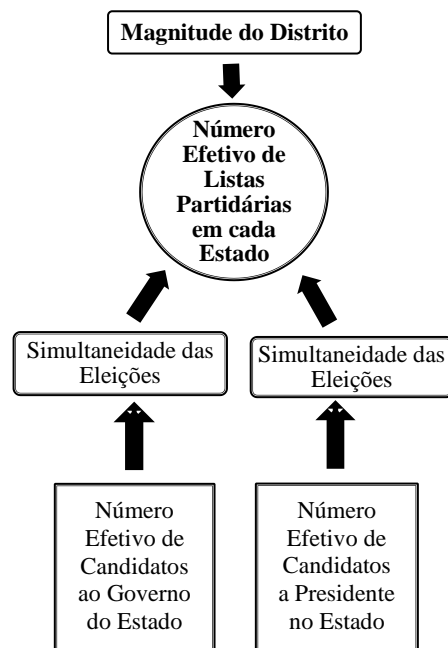 Magnitude do Distrito
Número
Efetivo de
Listas
Partidárias
em cada
Estado
Simultaneidade das
Eleições
Simultaneidade das
Eleições
Número
Efetivo de
Candidatos
ao Governo
do Estado
Número
Efetivo de
Candidatos
a Presidente
no Estado